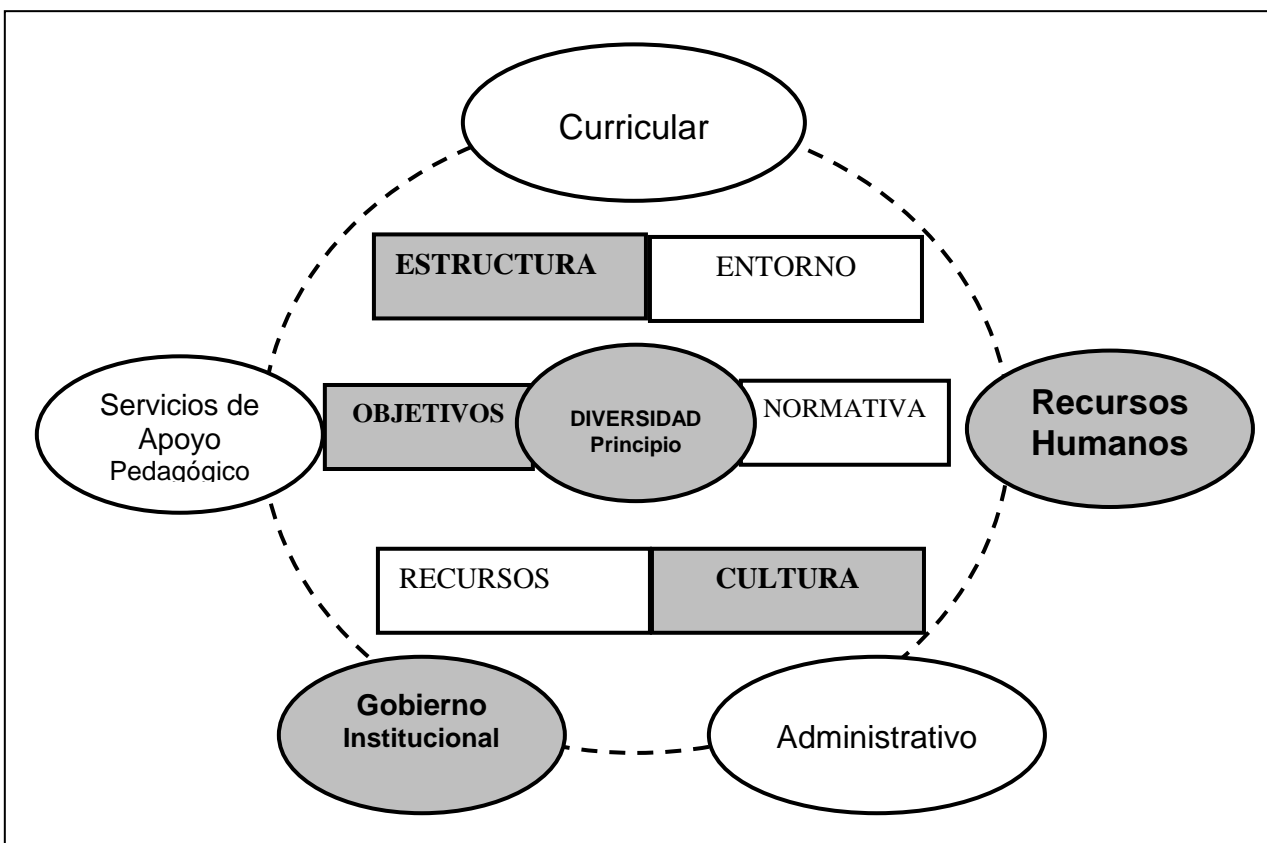 Curricular
ESTRUCTURA
ENTORNO
Servicios de
Apoyo
Pedagógico
OBJETIVOS
DIVERSIDAD
Principio
NORMATIVA
Recursos
Humanos
RECURSOS
CULTURA
Gobierno
Institucional
Administrativo